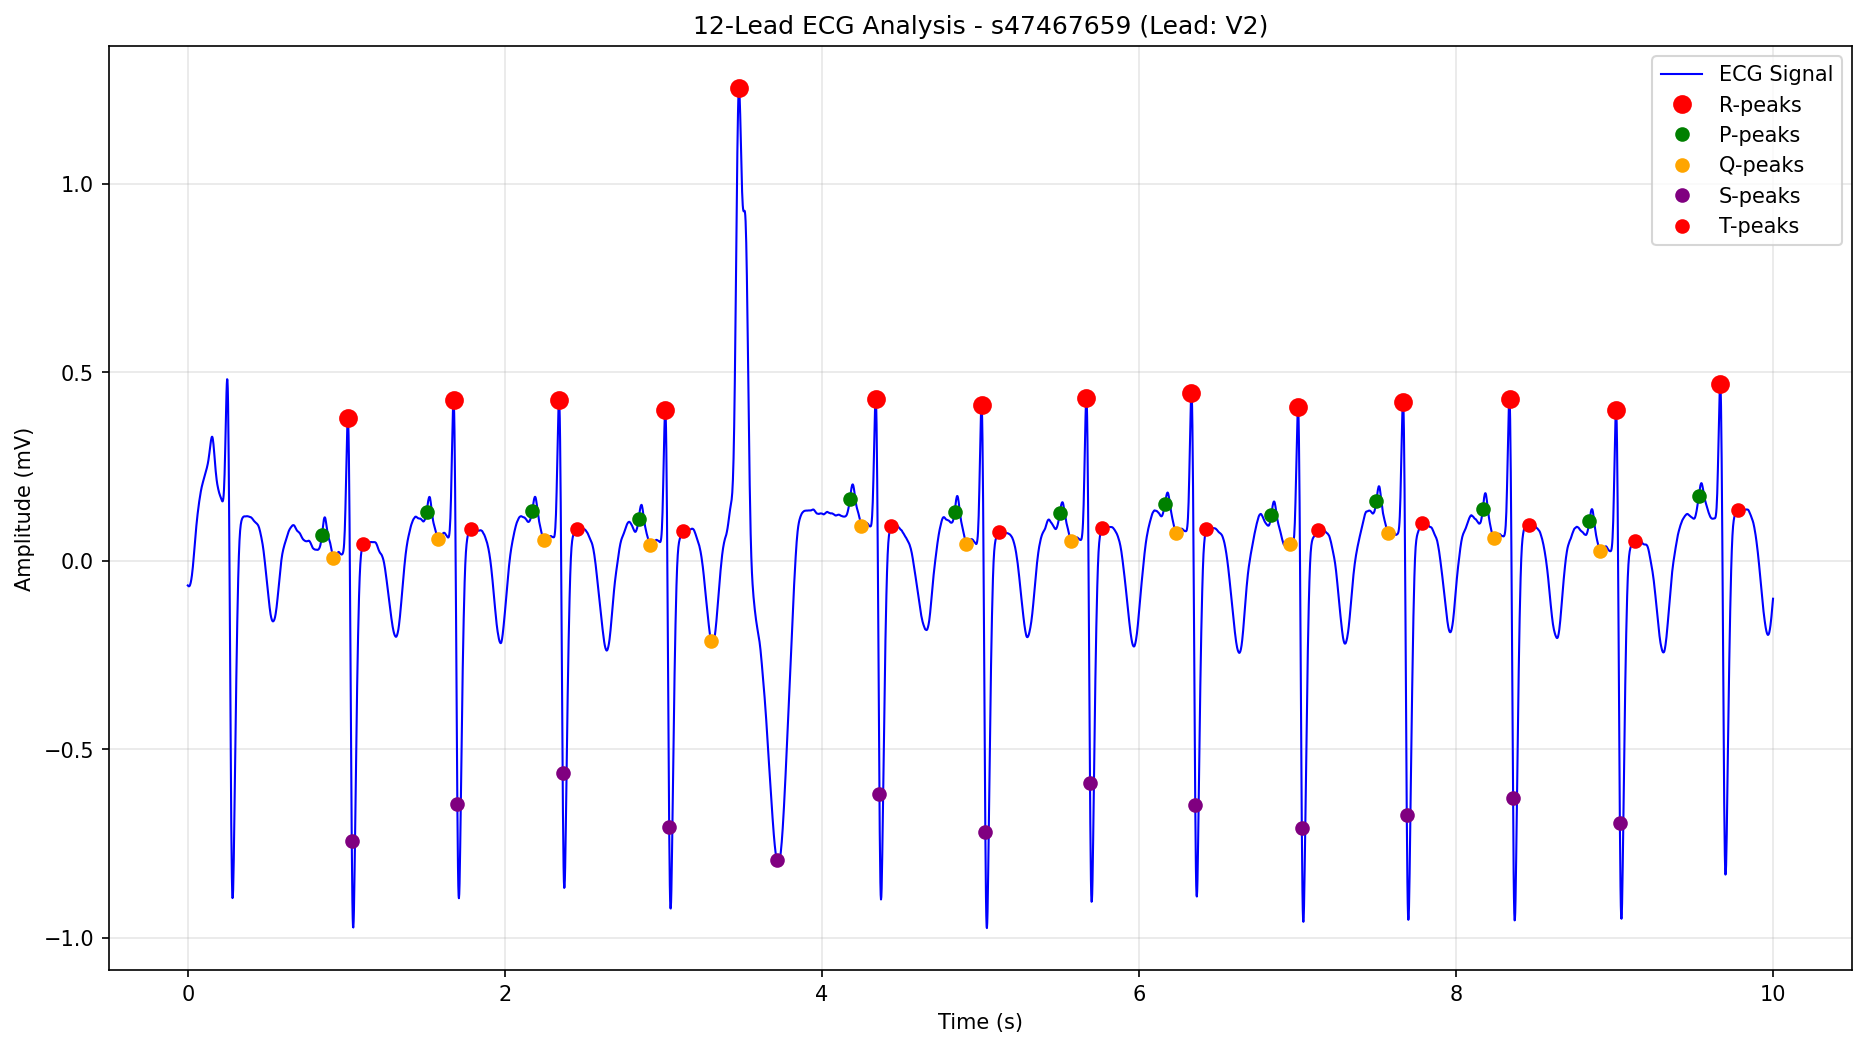 12-Lead ECG Analysis - s47467659 (Lead: V2)
ECG Signal
R-peaks
P-peaks
Q-peaks
S-peaks
T-peaks
Amplitude (mV)
1.0
0.5
0.0
−0.5
−1.0
0 2 4 6 8 10
Time (s)